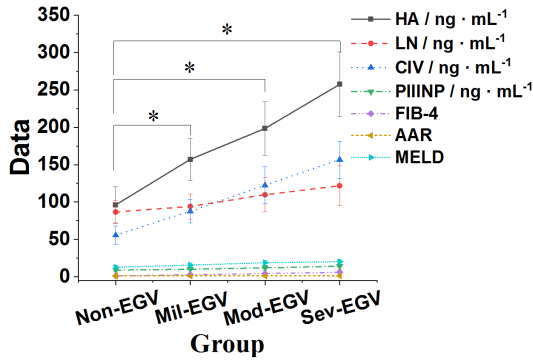 350
300
250
200
150
100
50
0
Data
*
*
*
HA / ng · mL⁻¹
LN / ng · mL⁻¹
CIV / ng · mL⁻¹
PIIINP / ng · mL⁻¹
FIB-4
AAR
MELD
Non-EGV
Mil-EGV
Mod-EGV
Sev-EGV
Group